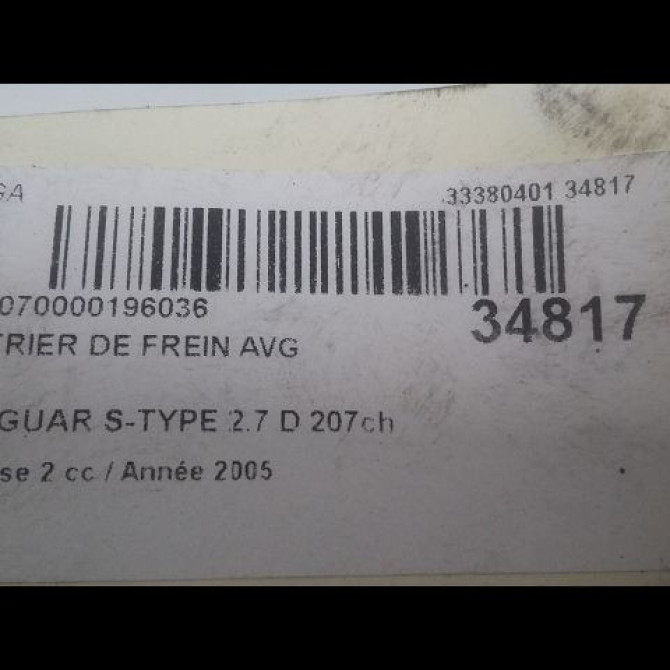 GA 33380401 34817
070000196036 34817
TRIER DE FREIN AVG
GUAR S-TYPE 2.7 D 207ch
se 2 cc / Année 2005